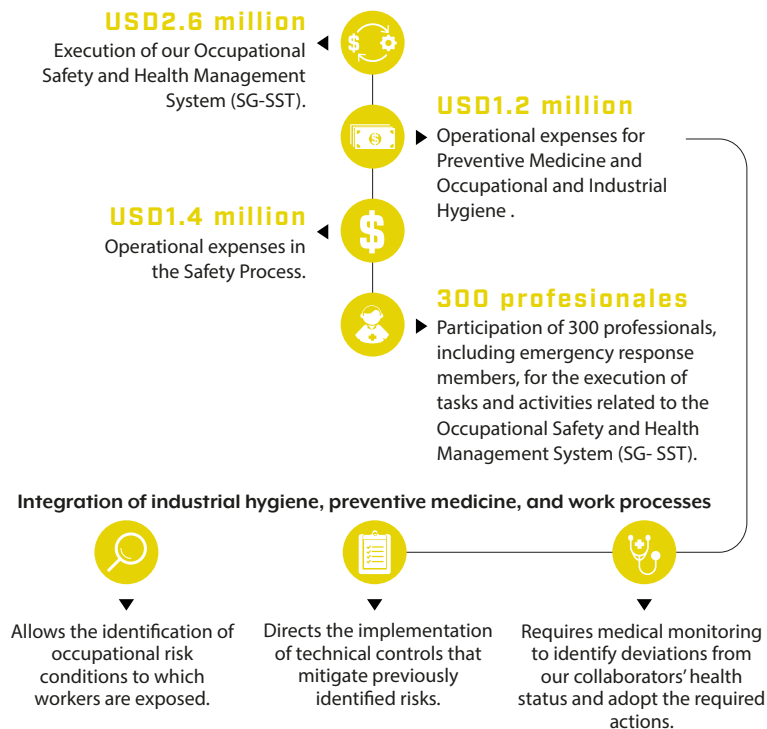 USD2.6 million
Execution of our Occupational
Safety and Health Management
System (SG-SST).
USD1.2 million
Operational expenses for
Preventive Medicine and
Occupational and Industrial
Hygiene .
USD1.4 million
Operational expenses in
the Safety Process.
300 profesionales
Participation of 300 professionals,
including emergency response
members, for the execution of
tasks and activities related to the
Occupational Safety and Health
Management System (SG- SST).
Integration of industrial hygiene, preventive medicine, and work processes
Allows the identification of
occupational risk
conditions to which
workers are exposed.
Directs the implementation
of technical controls that
mitigate previously
identified risks.
Requires medical monitoring
to identify deviations from
our collaborators' health
status and adopt the required
actions.